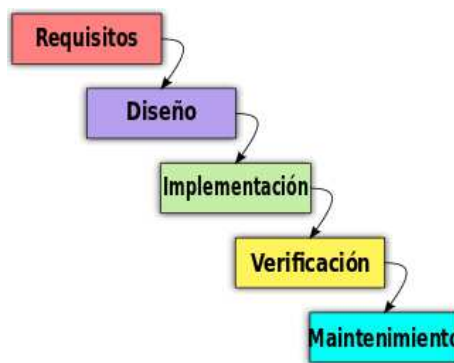 Requisitos
Diseño
Implementación
Verificación
Maintenimiento